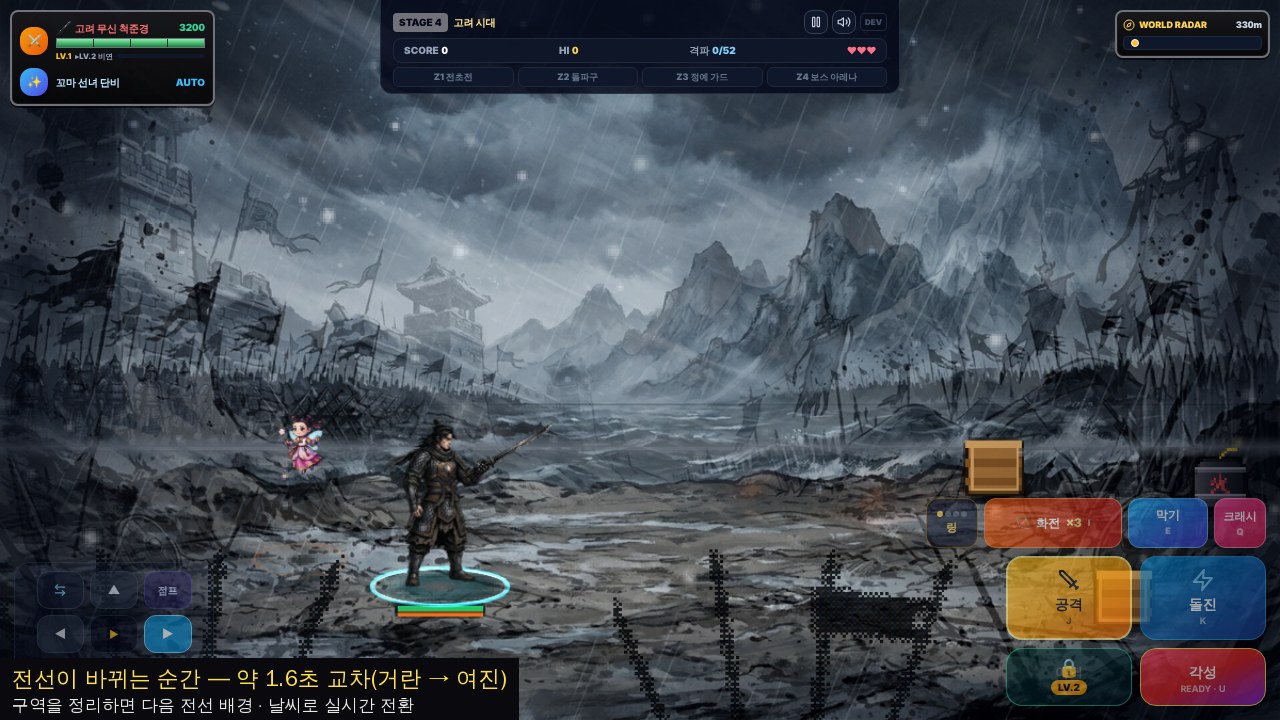 고려 무신 척준경 3200
LV.1 ▸LV.2 비연
꼬마 선녀 단비 AUTO
STAGE 4 고려 시대
DEV
SCORE 0 HI 0 격파 0/52
Z1 전초전 Z2 돌파구 Z3 정예 가드 Z4 보스 아레나
WORLD RADAR 330m
링
화전 ×3 I
막기
E
크래시
Q
점프
공격
J
돌진
K
LV.2
각성
READY · U
전선이 바뀌는 순간 — 약 1.6초 교차(거란 → 여진)
구역을 정리하면 다음 전선 배경 · 날씨로 실시간 전환